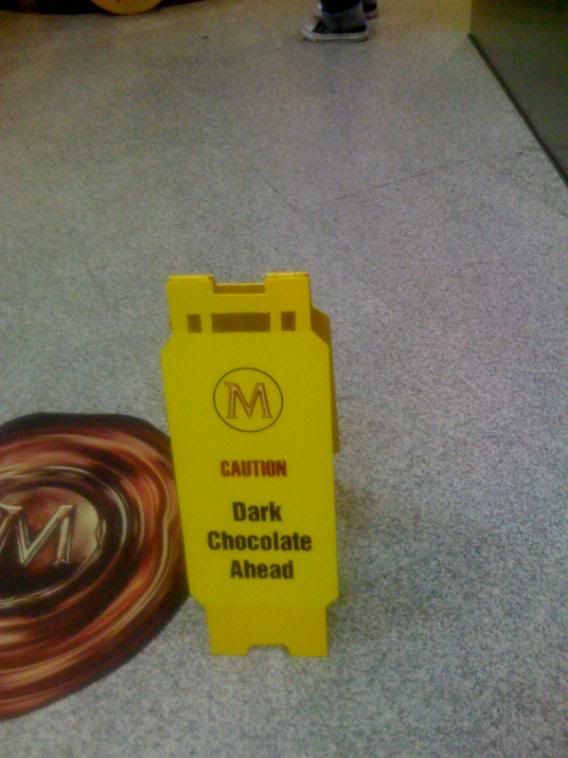 M
CAUTION
Dark
Chocolate
Ahead
M